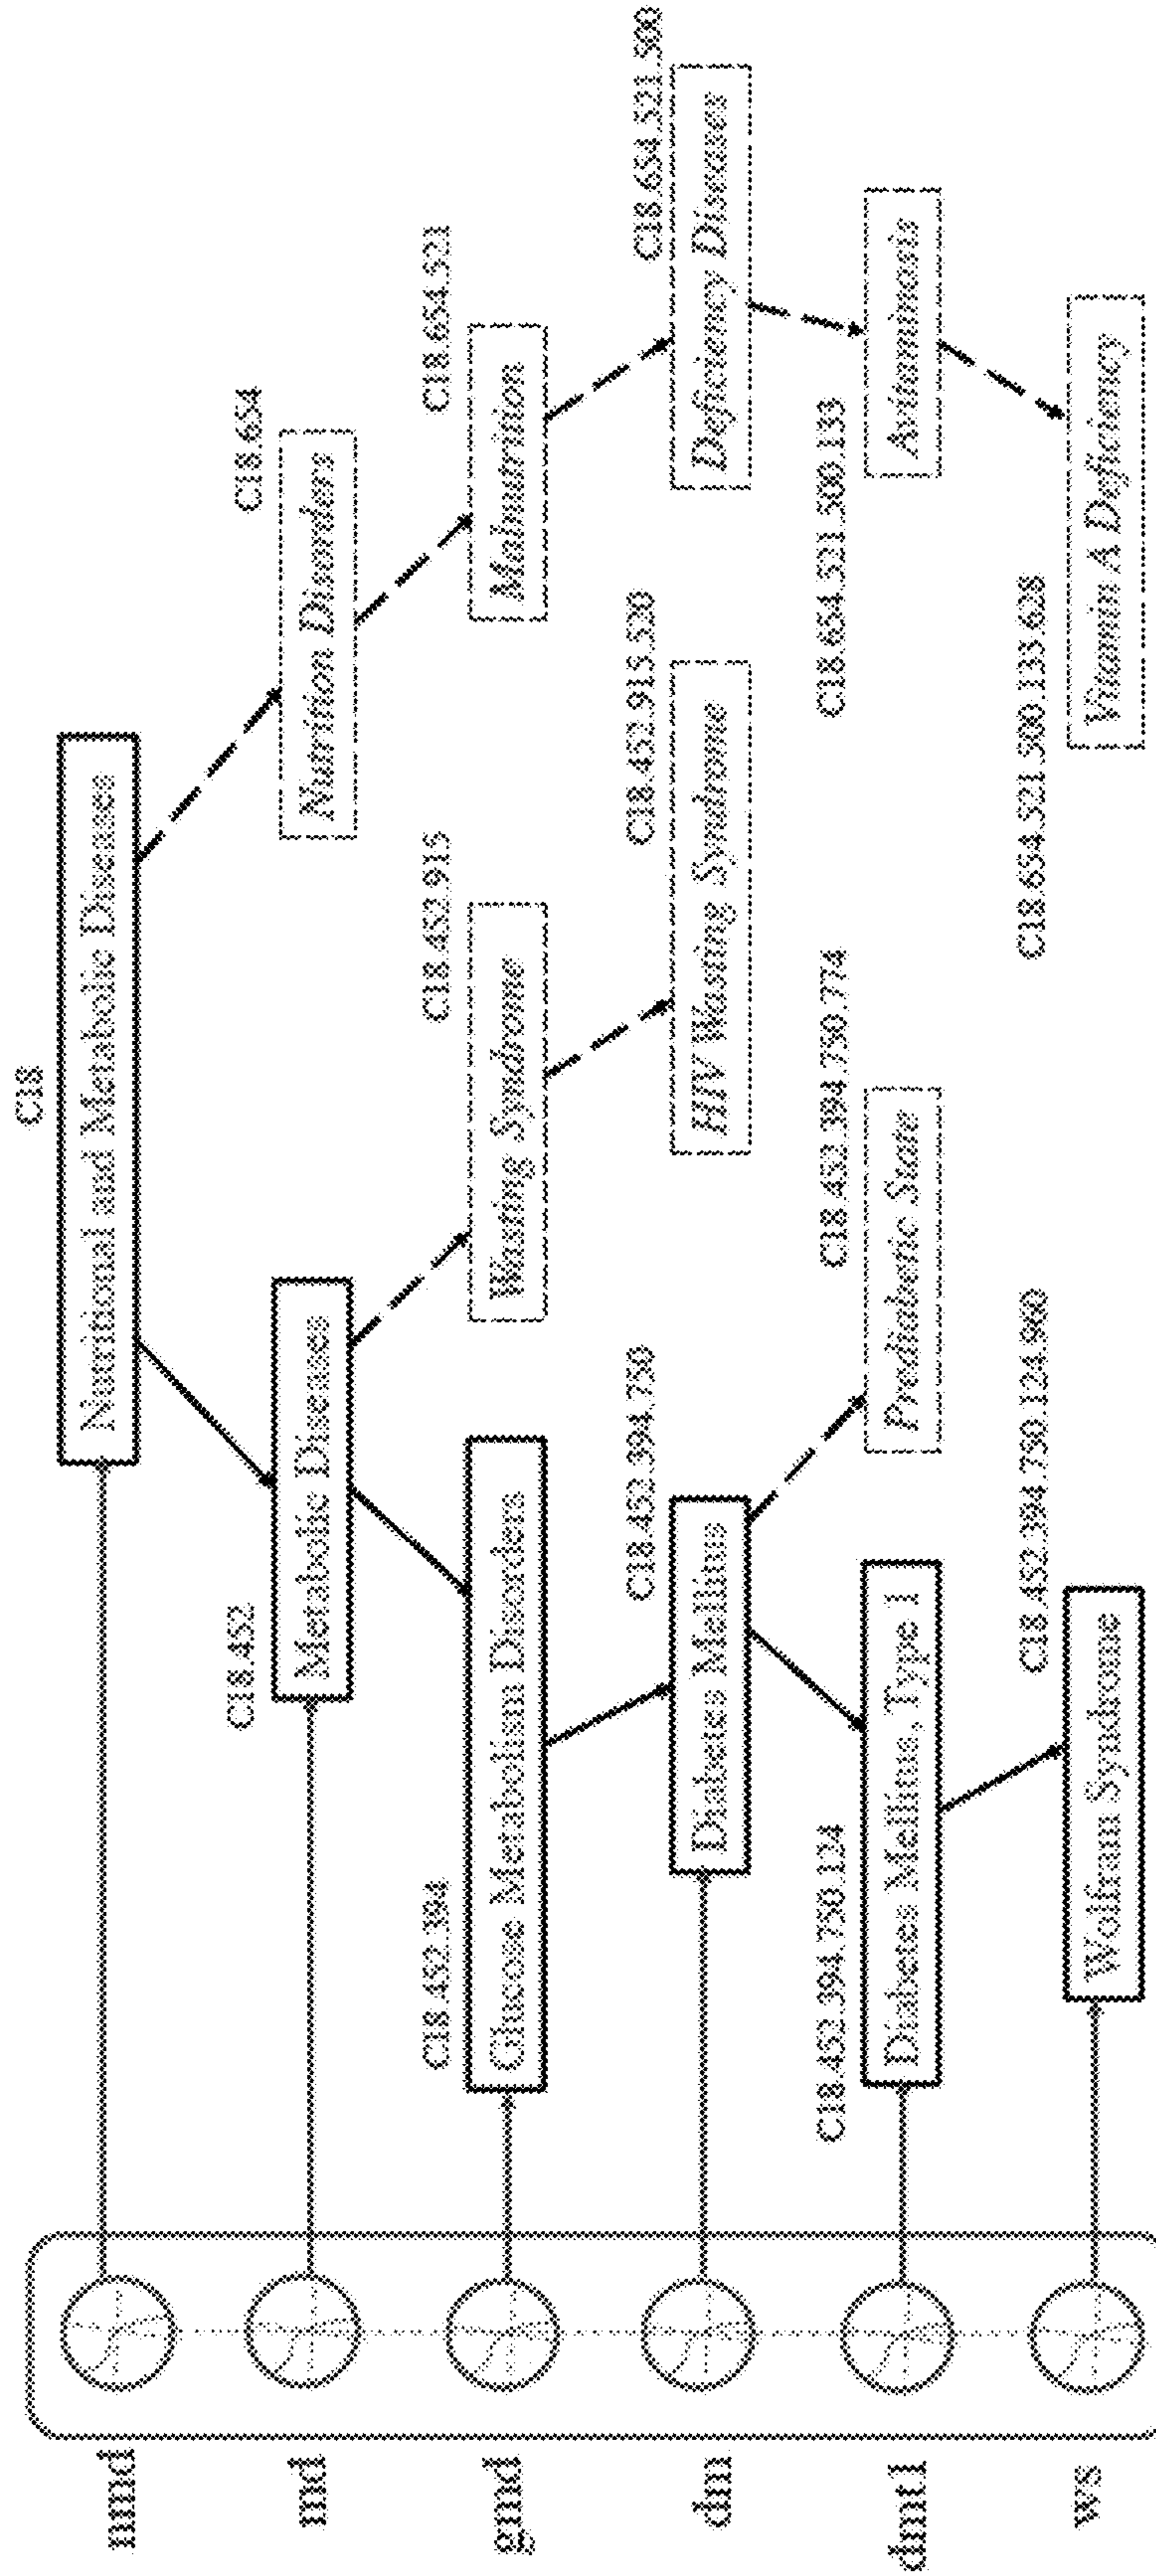 C18
nmd
Nutritional and Metabolic Diseases
C18.452
C18.654
md
Metabolic Diseases
Nutrition Disorders
C18.452.394
C18.452.915
C18.654.521
gmd
Glucose Metabolism Disorders
Wasting Syndrome
Malnutrition
C18.452.394.750
C18.452.915.520
C18.654.521.500
dm
Diabetes Mellitus
HIV Wasting Syndrome
Deficiency Diseases
C18.452.394.750.124
C18.452.394.750.774
C18.654.521.500.133
dmt1
Diabetes Mellitus, Type 1
Prediabetic State
Avitaminosis
C18.452.394.750.124.960
C18.654.521.500.133.628
ws
Wolfram Syndrome
Vitamin A Deficiency